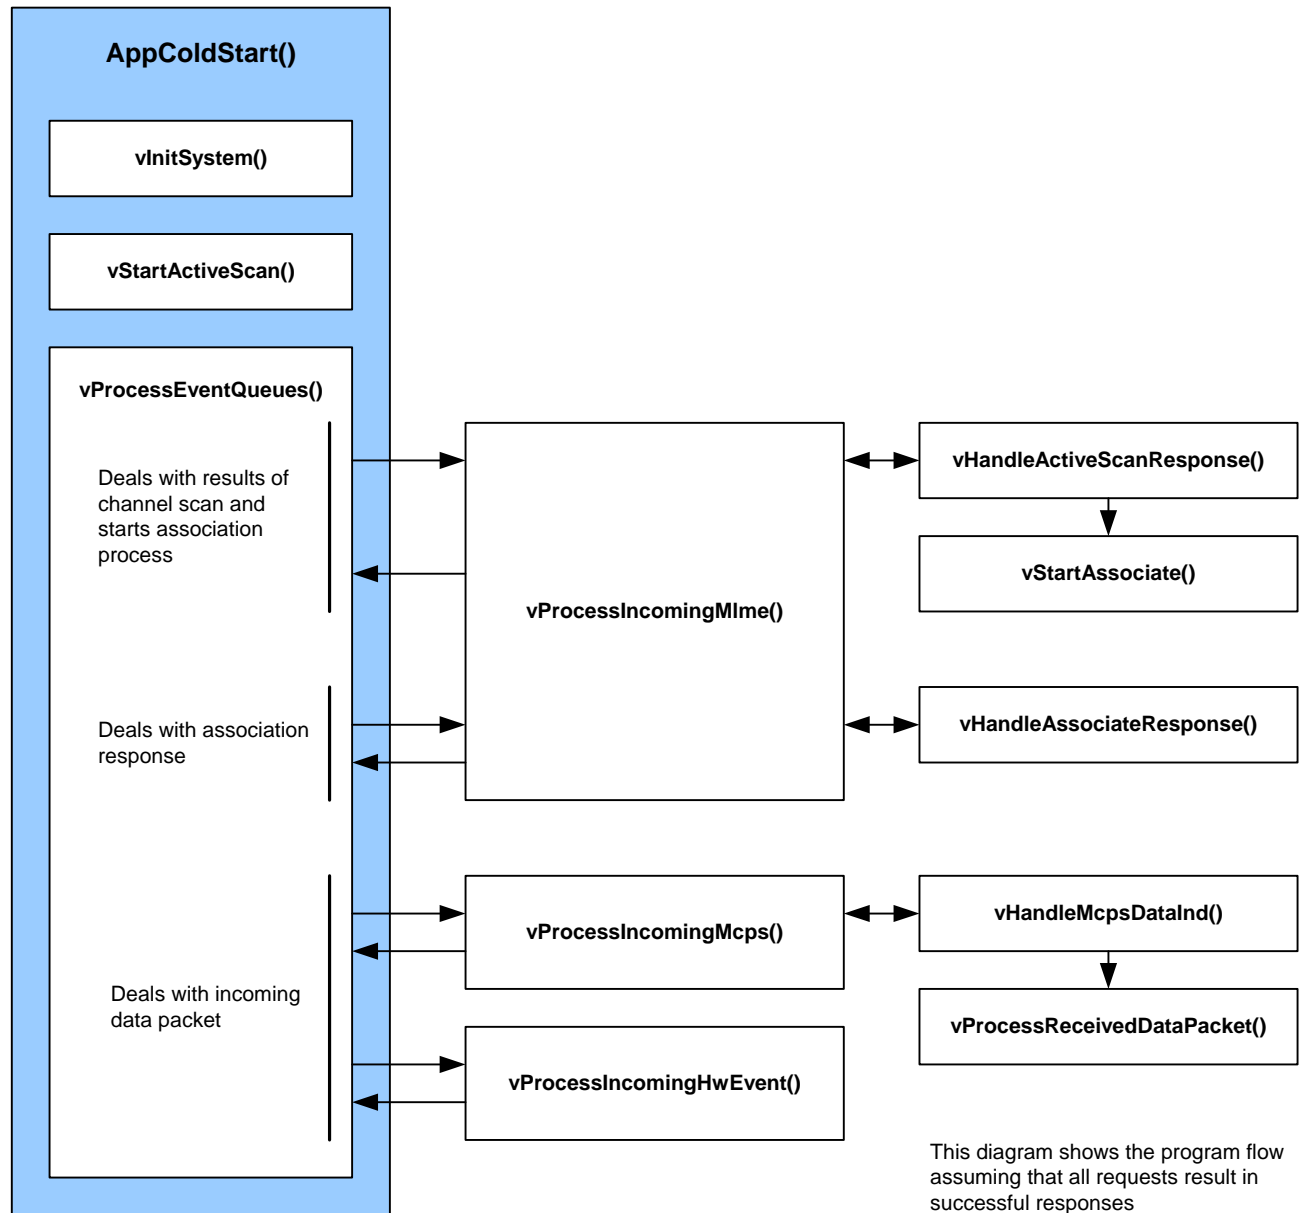 AppColdStart()
vInitSystem()
vStartActiveScan()
vProcessEventQueues()
Deals with results of
channel scan and
starts association
process
Deals with association
response
Deals with incoming
data packet
vProcessIncomingMlme()
vProcessIncomingMcps()
vProcessIncomingHwEvent()
vHandleActiveScanResponse()
vStartAssociate()
vHandleAssociateResponse()
vHandleMcpsDataInd()
vProcessReceivedDataPacket()
This diagram shows the program flow
assuming that all requests result in
successful responses